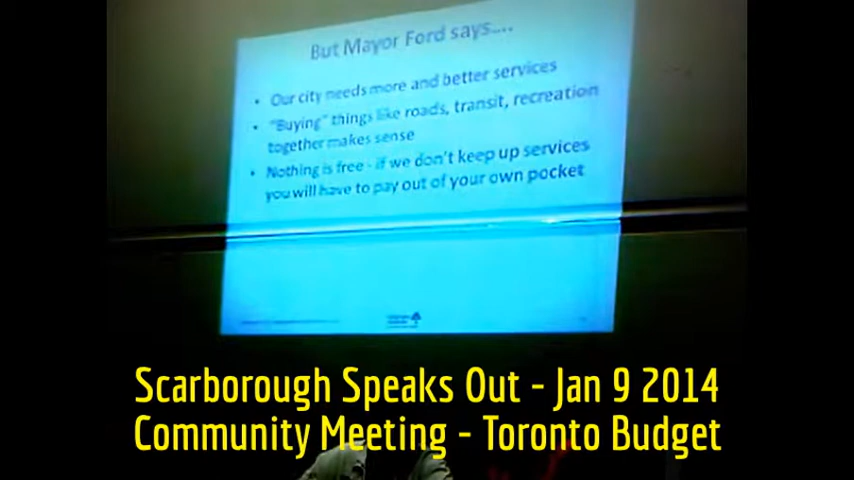 But Mayor Ford says....
• Our city needs more and better services
• "Buying" things like roads, transit, recreation
together makes sense
• Nothing is free - if we don't keep up services
you will have to pay out of your own pocket
Scarborough Speaks Out - Jan 9 2014
Community Meeting - Toronto Budget